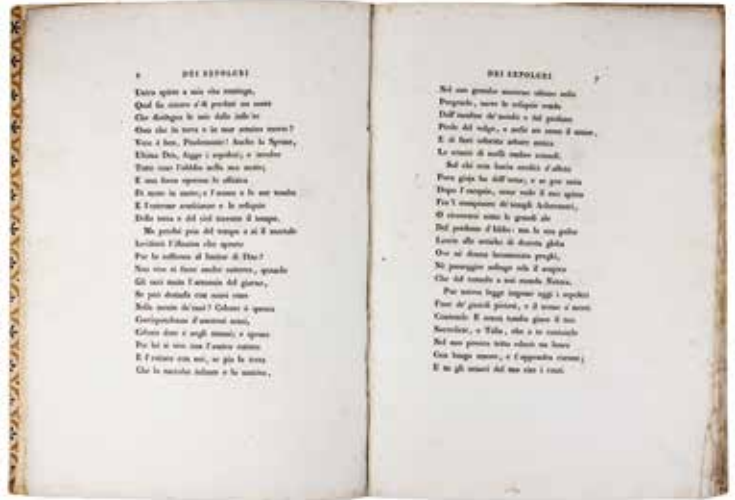 6 DEI SEPOLCRI
Unico spirto a mia vita raminga,
Qual fia ristoro a' dì perduti un sasso
Che distingua le mie dalle infinite
Ossa che in terra e in mar semina morte?
Vero è ben, Pindemonte! Anche la Speme,
Ultima Dea, fugge i sepolcri; e involve
Tutte cose l'obblìo nella sua notte;
E una forza operosa le affatica
Di moto in moto; e l'uomo e le sue tombe
E l'estreme sembianze e le reliquie
Della terra e del ciel traveste il tempo.
Ma perchè pria del tempo a sè il mortale
Invidierà l'illusion che spento
Pur lo sofferma al limitar di Dite?
Non vive ei forse anche sotterra, quando
Gli sarà muta l'armonia del giorno,
Se può destarla con soavi cure
Nella mente de'suoi? Celeste è questa
Corrispondenza d'amorosi sensi,
Celeste dote è negli umani; e spesso
Per lei si vive con l'amico estinto
E l'estinto con noi, se pia la terra
Che lo raccolse infante e lo nutriva,
DEI SEPOLCRI 7
Nel suo grembo materno ultimo asilo
Porgendo, sacre le reliquie renda
Dall'insultar de'nembi e dal profano
Piede del vulgo, e serbi un sasso il nome,
E di fiori odorata arbore amica
Le ceneri di molli ombre consoli.
Sol chi non lascia eredità d'affetti
Poca gioja ha dell'urna; e se pur mira
Dopo l'esequie, errar vede il suo spirto
Fra'l compianto de'templi Acherontei,
O ricovrarsi sotto le grandi ale
Del perdono d'Iddio: ma la sua polve
Lascia alle ortiche di deserta gleba
Ove nè donna innamorata preghi,
Nè passeggier solingo oda il sospiro
Che dal tumulo a noi manda Natura.
Pur nuova legge impone oggi i sepolcri
Fuor de' guardi pietosi, e il nome a'morti
Contende. E senza tomba giace il tuo
Sacerdote, o Talia, che a te cantando
Nel suo povero tetto educò un lauro
Con lungo amore, e t'appendea corone;
E tu gli ornavi del tuo riso i canti